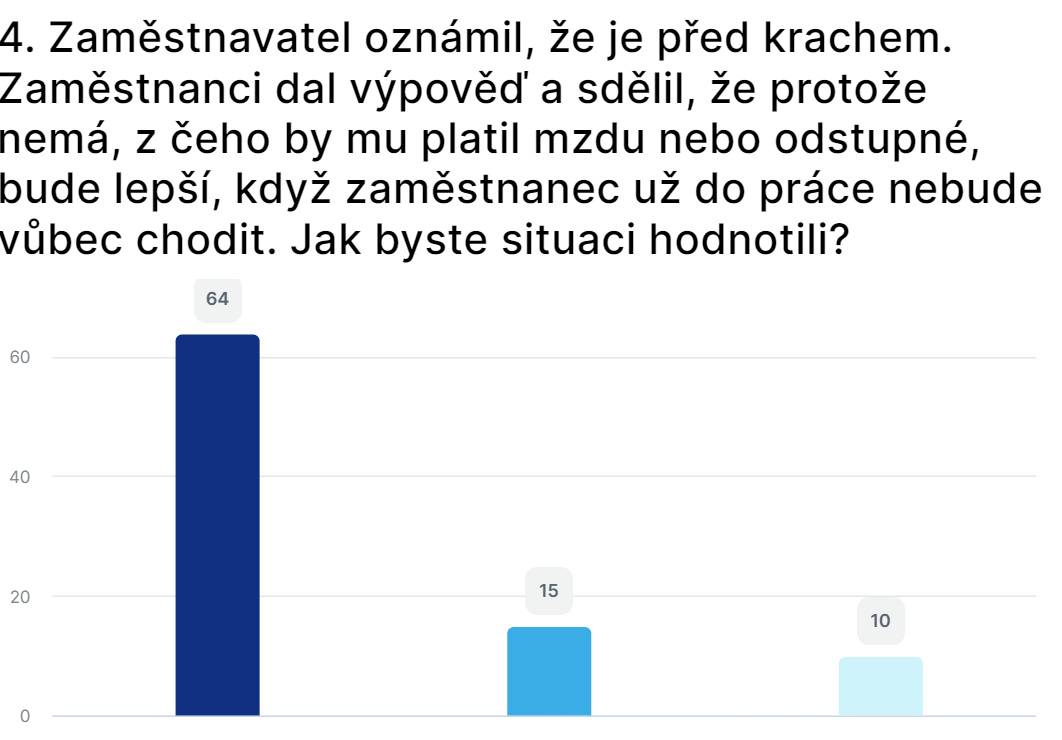 4. Zaměstnavatel oznámil, že je před krachem.
Zaměstnanci dal výpověď a sdělil, že protože
nemá, z čeho by mu platil mzdu nebo odstupné,
bude lepší, když zaměstnanec už do práce nebude
vůbec chodit. Jak byste situaci hodnotili?
64
60
40
15
20
10
0